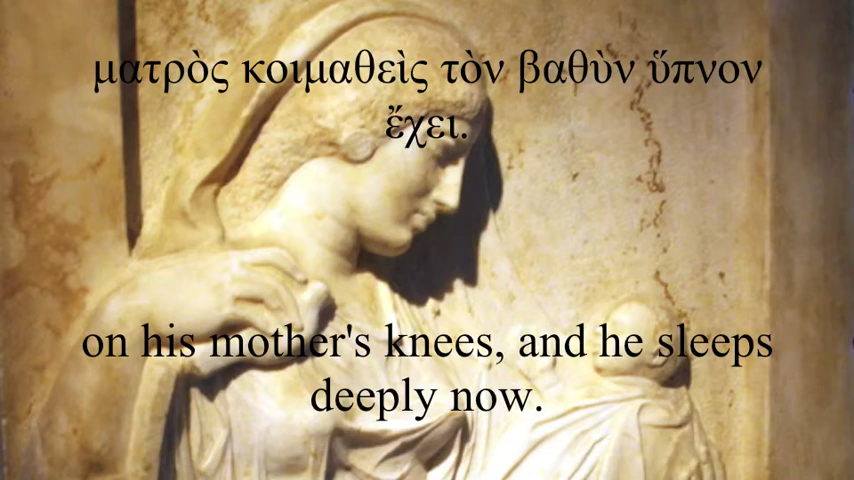 ματρὸς κοιμαθεὶς τὸν βαθὺν ὕπνον
ἔχει.
on his mother's knees, and he sleeps
deeply now.